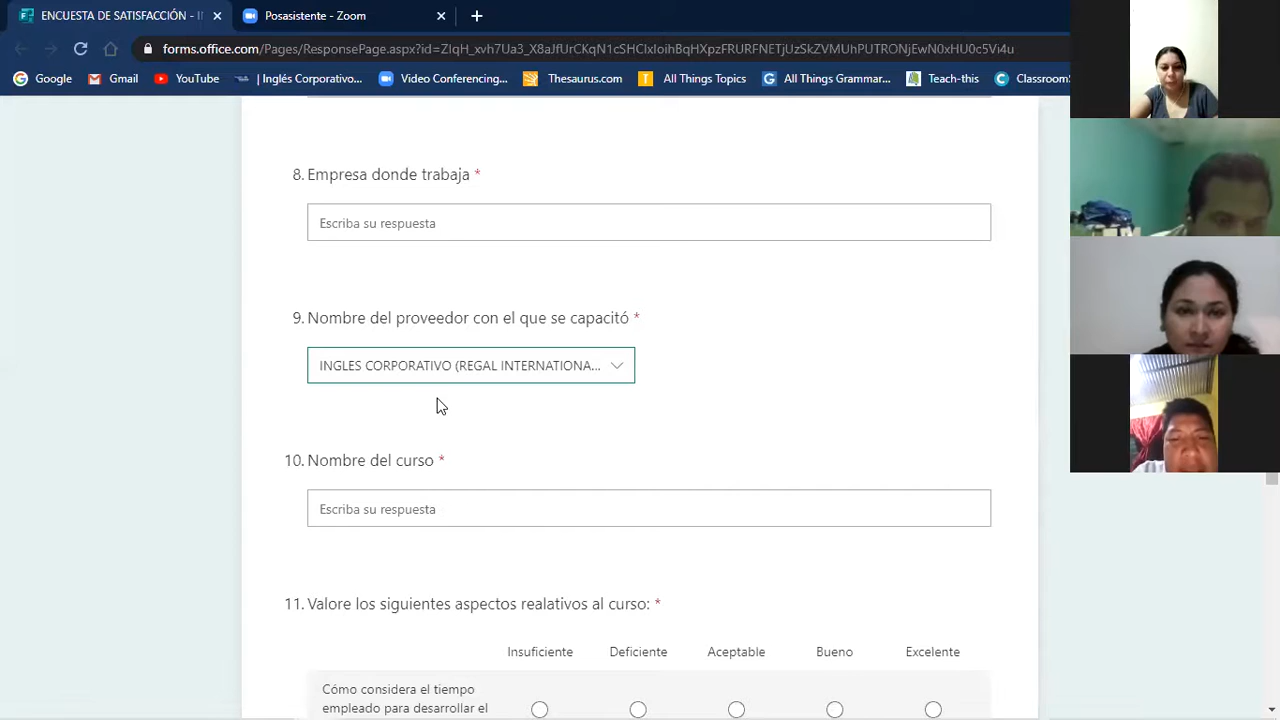 ENCUESTA DE SATISFACCIÓN - I
Posasistente - Zoom
forms.office.com/Pages/ResponsePage.aspx?id=ZIqH_xvh7Ua3_X8aJfUrCKqN1cSHCIxIoihBqHXpzFRURFNETjUzSkZVMUhPUTRONjEwN0xHU0c5Vi4u
Google
Gmail
YouTube
| Inglés Corporativo...
Video Conferencing...
Thesaurus.com
All Things Topics
All Things Grammar...
Teach-this
ClassroomS
8. Empresa donde trabaja *
Escriba su respuesta
9. Nombre del proveedor con el que se capacitó *
INGLES CORPORATIVO (REGAL INTERNATIONA...
10. Nombre del curso *
Escriba su respuesta
11. Valore los siguientes aspectos realativos al curso: *
Insuficiente Deficiente Aceptable Bueno Excelente
Cómo considera el tiempo
empleado para desarrollar el